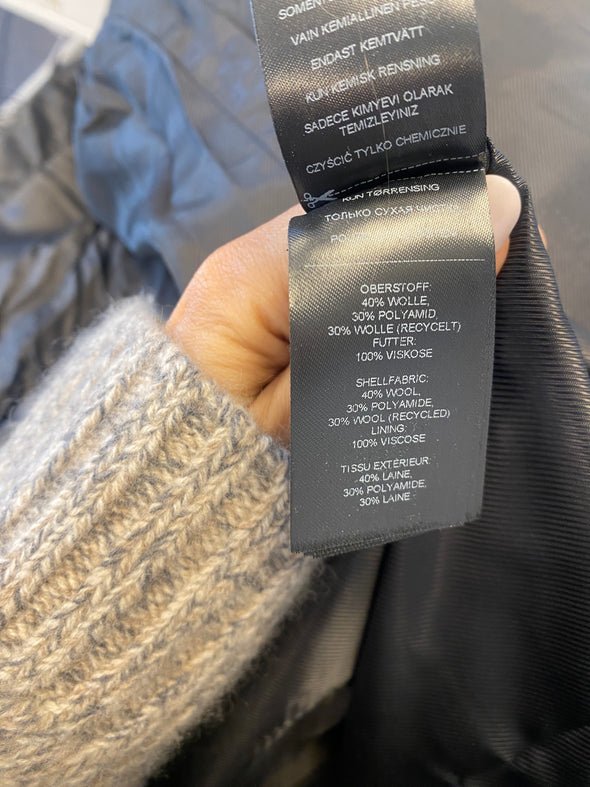 VAIN KEMIALLINEN
ENDAST KEMTVÄTT
KUN KEMISK RENSNING
SADECE KIMYEVI OLARAK
TEMIZLEYINIZ
CZYŚCIĆ TYLKO CHEMICZNIE
KUN TØRRENSING
ТОЛЬКО СУХАЯ
OBERSTOFF:
40% WOLLE,
30% POLYAMID,
30% WOLLE (RECYCELT)
FUTTER:
100% VISKOSE
SHELLFABRIC:
40% WOOL,
30% POLYAMIDE,
30% WOOL (RECYCLED)
LINING:
100% VISCOSE
TISSU EXTÉRIEUR:
40% LAINE,
30% POLYAMIDE,
30% LAINE